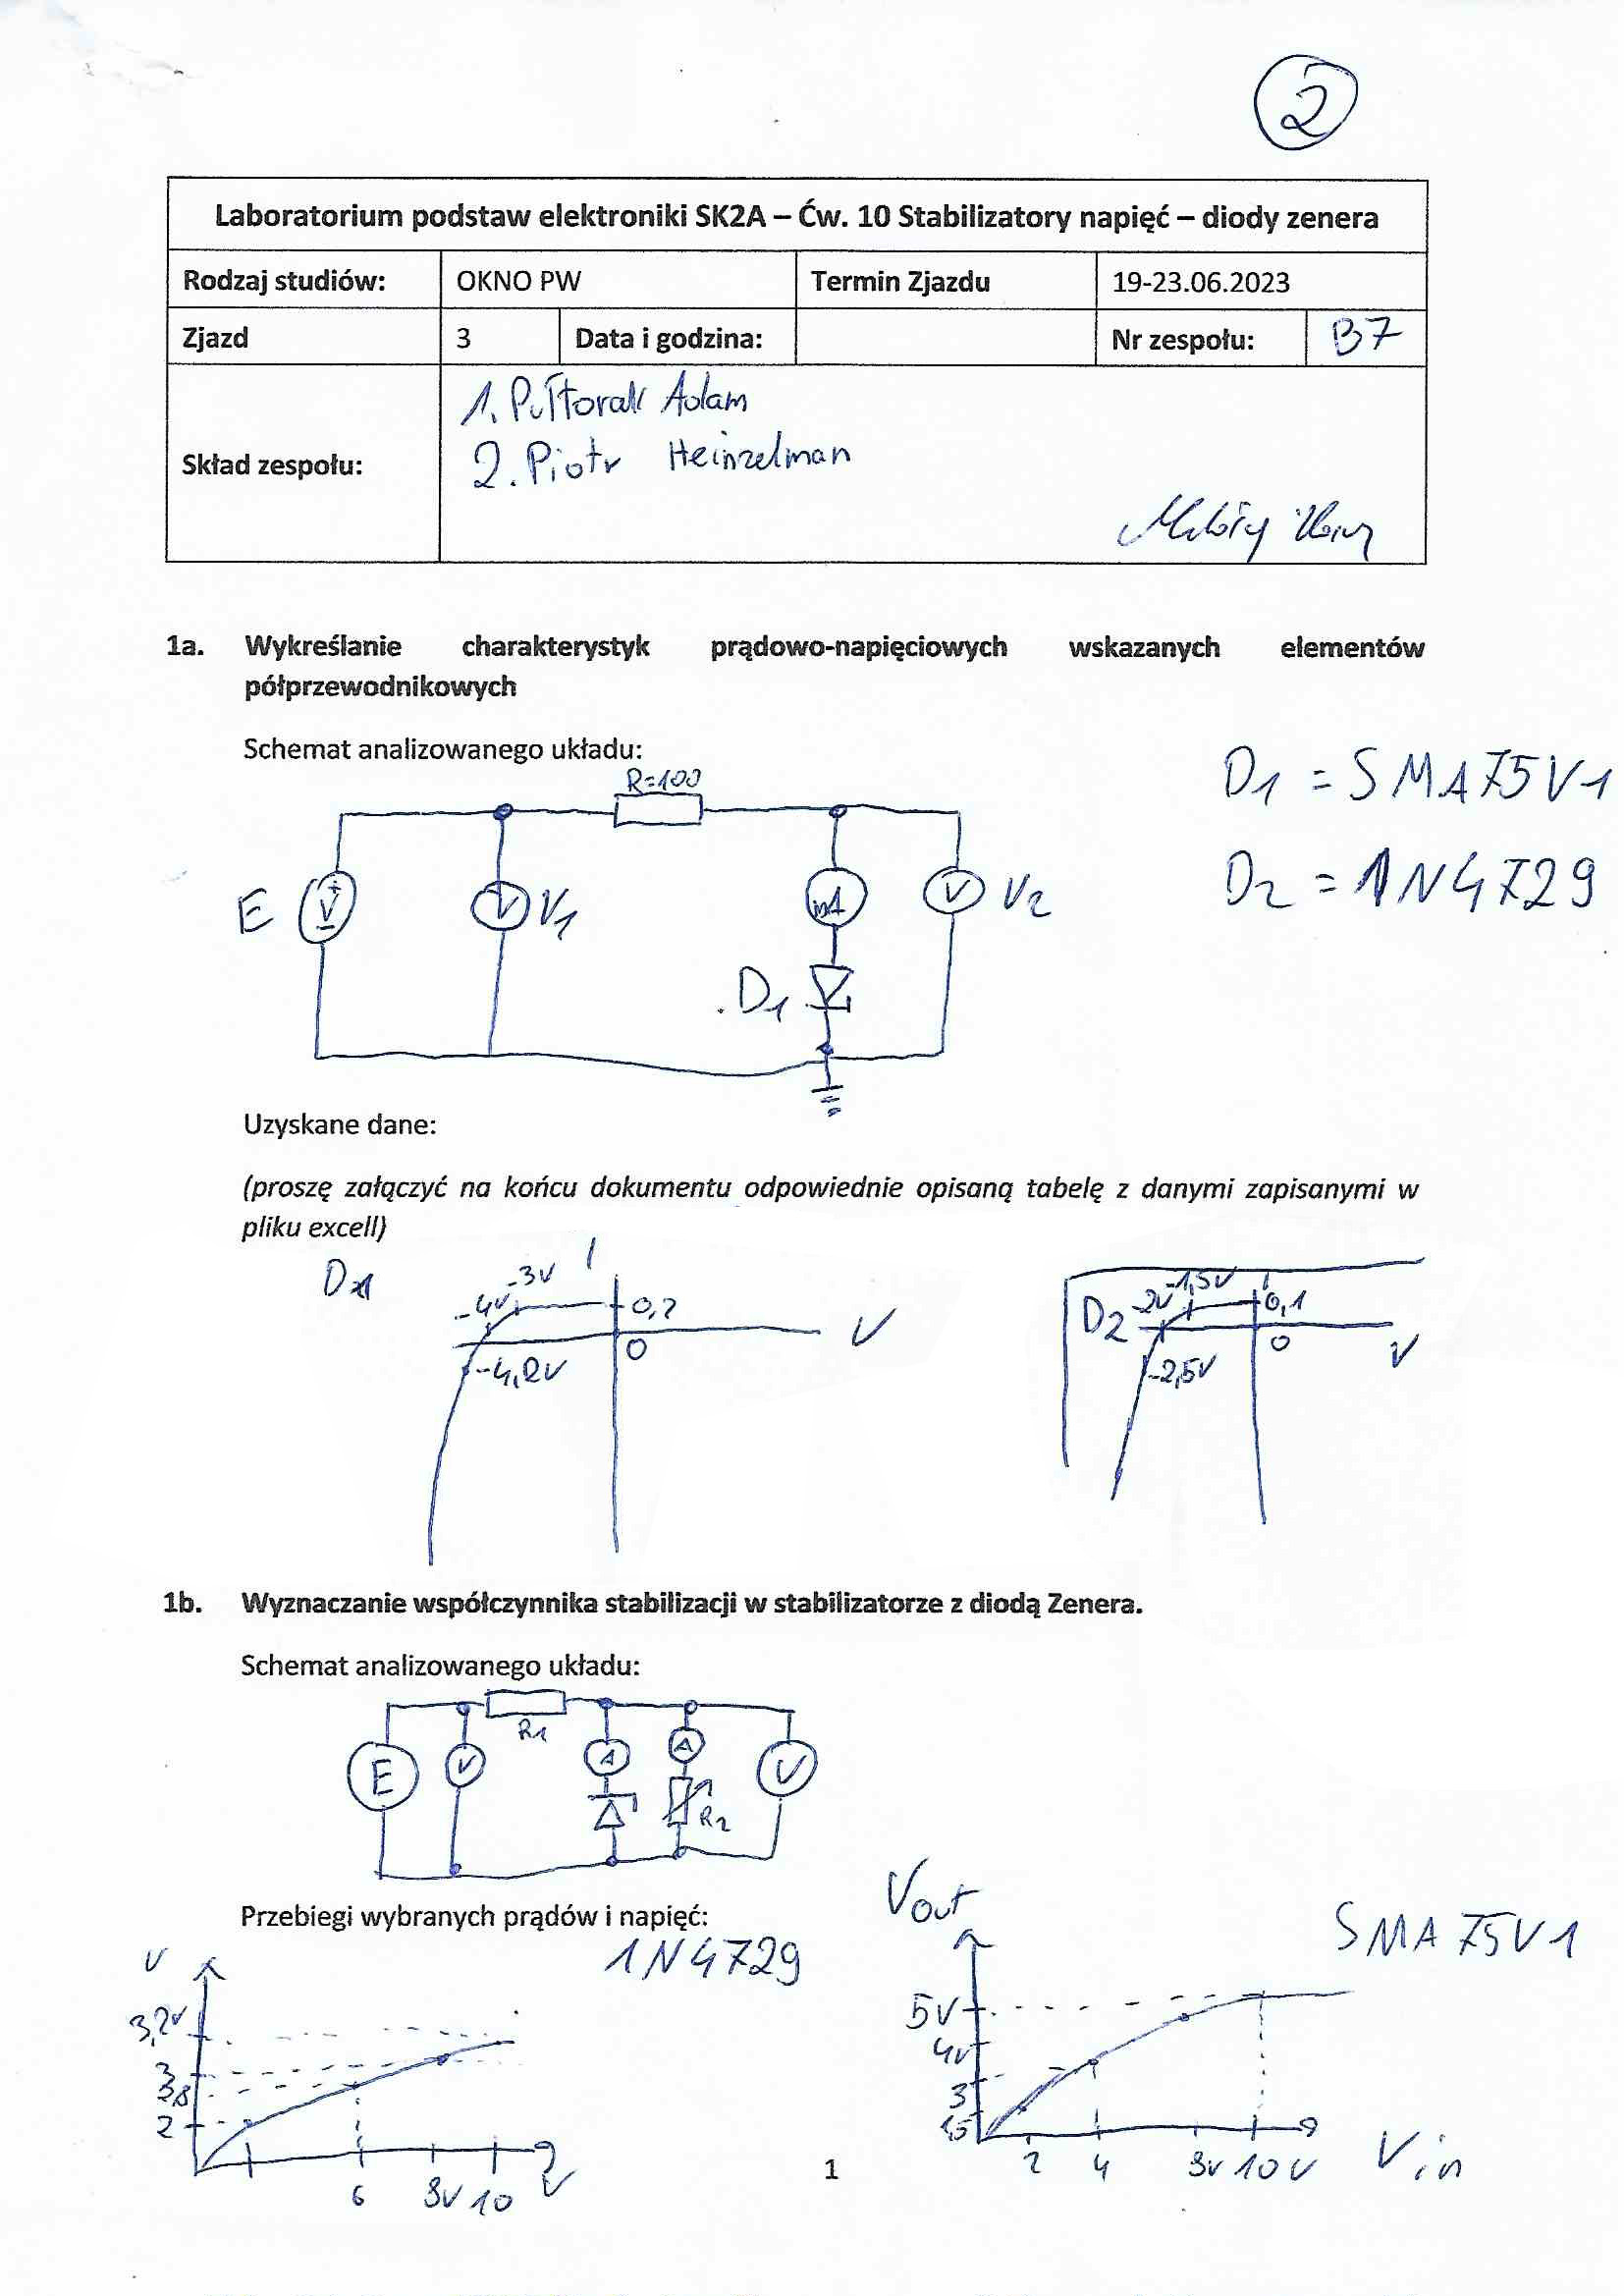 2
Laboratorium podstaw elektroniki SK2A – Ćw. 10 Stabilizatory napięć – diody zenera
Rodzaj studiów: OKNO PW Termin Zjazdu 19-23.06.2023
Zjazd 3 Data i godzina: Nr zespołu: B7
Skład zespołu:
1. Półtorak Adam
2. Piotr Heinzelman
1a. Wykreślanie charakterystyk prądowo-napięciowych wskazanych elementów
półprzewodnikowych
Schemat analizowanego układu:
R=100
D1 = SMA75V1
D2 = 1N4729
E V V V1 mA V V2
D1
Uzyskane dane:
(proszę załączyć na końcu dokumentu odpowiednie opisaną tabelę z danymi zapisanymi w
pliku excell)
D1 -3V I
-4V 0,2 V
0
-4,2V
D2 -2V -1,5V I
0,1
0 V
-2,5V
1b. Wyznaczanie współczynnika stabilizacji w stabilizatorze z diodą Zenera.
Schemat analizowanego układu:
R1
E V A A V
R2
Przebiegi wybranych prądów i napięć:
1N4729
V
3,2V
3
2
6 8V 10 V
Vout
SMA75V1
5V
4V
3
1,5
2 4 8V 10V Vin
1